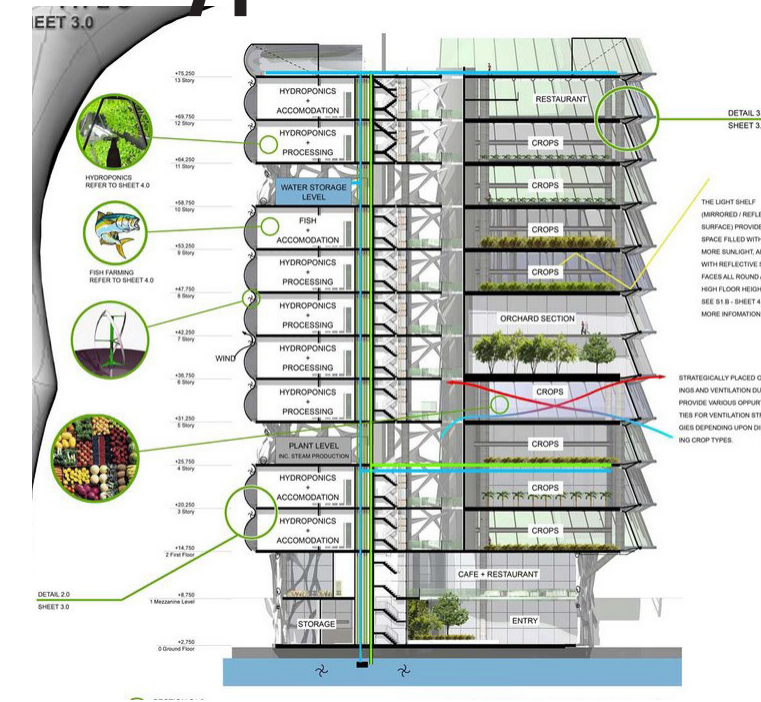 EET 3.0
+75,250
13 Story
HYDROPONICS
+
ACCOMODATION
RESTAURANT
DETAIL 3
SHEET 3.
+69,750
12 Story
HYDROPONICS
+
PROCESSING
CROPS
+64,250
11 Story
HYDROPONICS
REFER TO SHEET 4.0
WATER STORAGE
LEVEL
CROPS
+58,750
10 Story
FISH
+
ACCOMODATION
CROPS
THE LIGHT SHELF
(MIRRORED / REFLE
SURFACE) PROVIDE
SPACE FILLED WITH
MORE SUNLIGHT, A
WITH REFLECTIVE S
FACES ALL ROUND
HIGH FLOOR HEIGH
SEE S1.B - SHEET 4
MORE INFOMATION
+53,250
FISH FARMING
REFER TO SHEET 4.0
HYDROPONICS
+
PROCESSING
CROPS
+47,750
8 Story
HYDROPONICS
+
PROCESSING
ORCHARD SECTION
+42,250
7 Story
WIND
HYDROPONICS
+
PROCESSING
+36,750
6 Story
HYDROPONICS
+
PROCESSING
CROPS
STRATEGICALLY PLACED O
INGS AND VENTILATION DU
PROVIDE VARIOUS OPPURT
TIES FOR VENTILATION STR
GIES DEPENDING UPON DI
ING CROP TYPES.
+31,250
5 Story
PLANT LEVEL
INC. STEAM PRODUCTION
CROPS
+25,750
4 Story
HYDROPONICS
+
ACCOMODATION
CROPS
+20,250
3 Story
HYDROPONICS
+
ACCOMODATION
CROPS
+14,750
2 First Floor
CAFE + RESTAURANT
DETAIL 2.0
SHEET 3.0
+8,750
1 Mezzanine Level
STORAGE
ENTRY
+2,750
0 Ground Floor